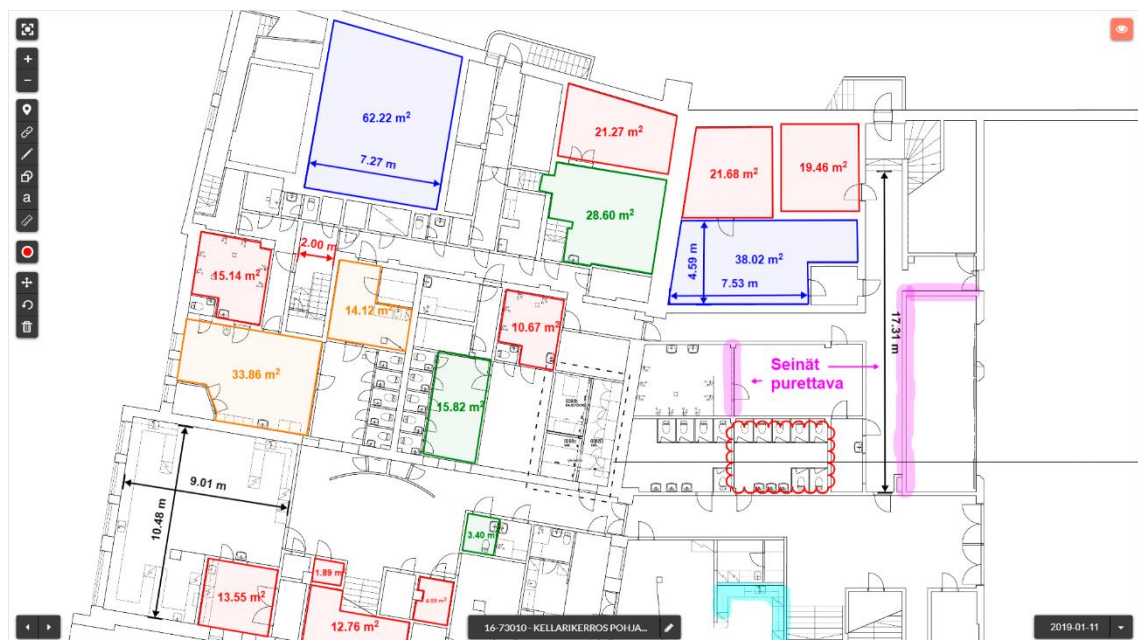 62.22 m²
7.27 m
21.27 m²
21.68 m²
19.46 m²
28.60 m²
38.02 m²
4.59 m
7.53 m
2.00 m
15.14 m²
14.12 m²
10.67 m²
17.31 m
Seinät
purettava
33.86 m²
15.82 m²
9.01 m
10.48 m
3.40 m
1.89 m
13.55 m²
12.76 m²
a
16-73010 - KELLARIKERROS POHJA...
2019-01-11